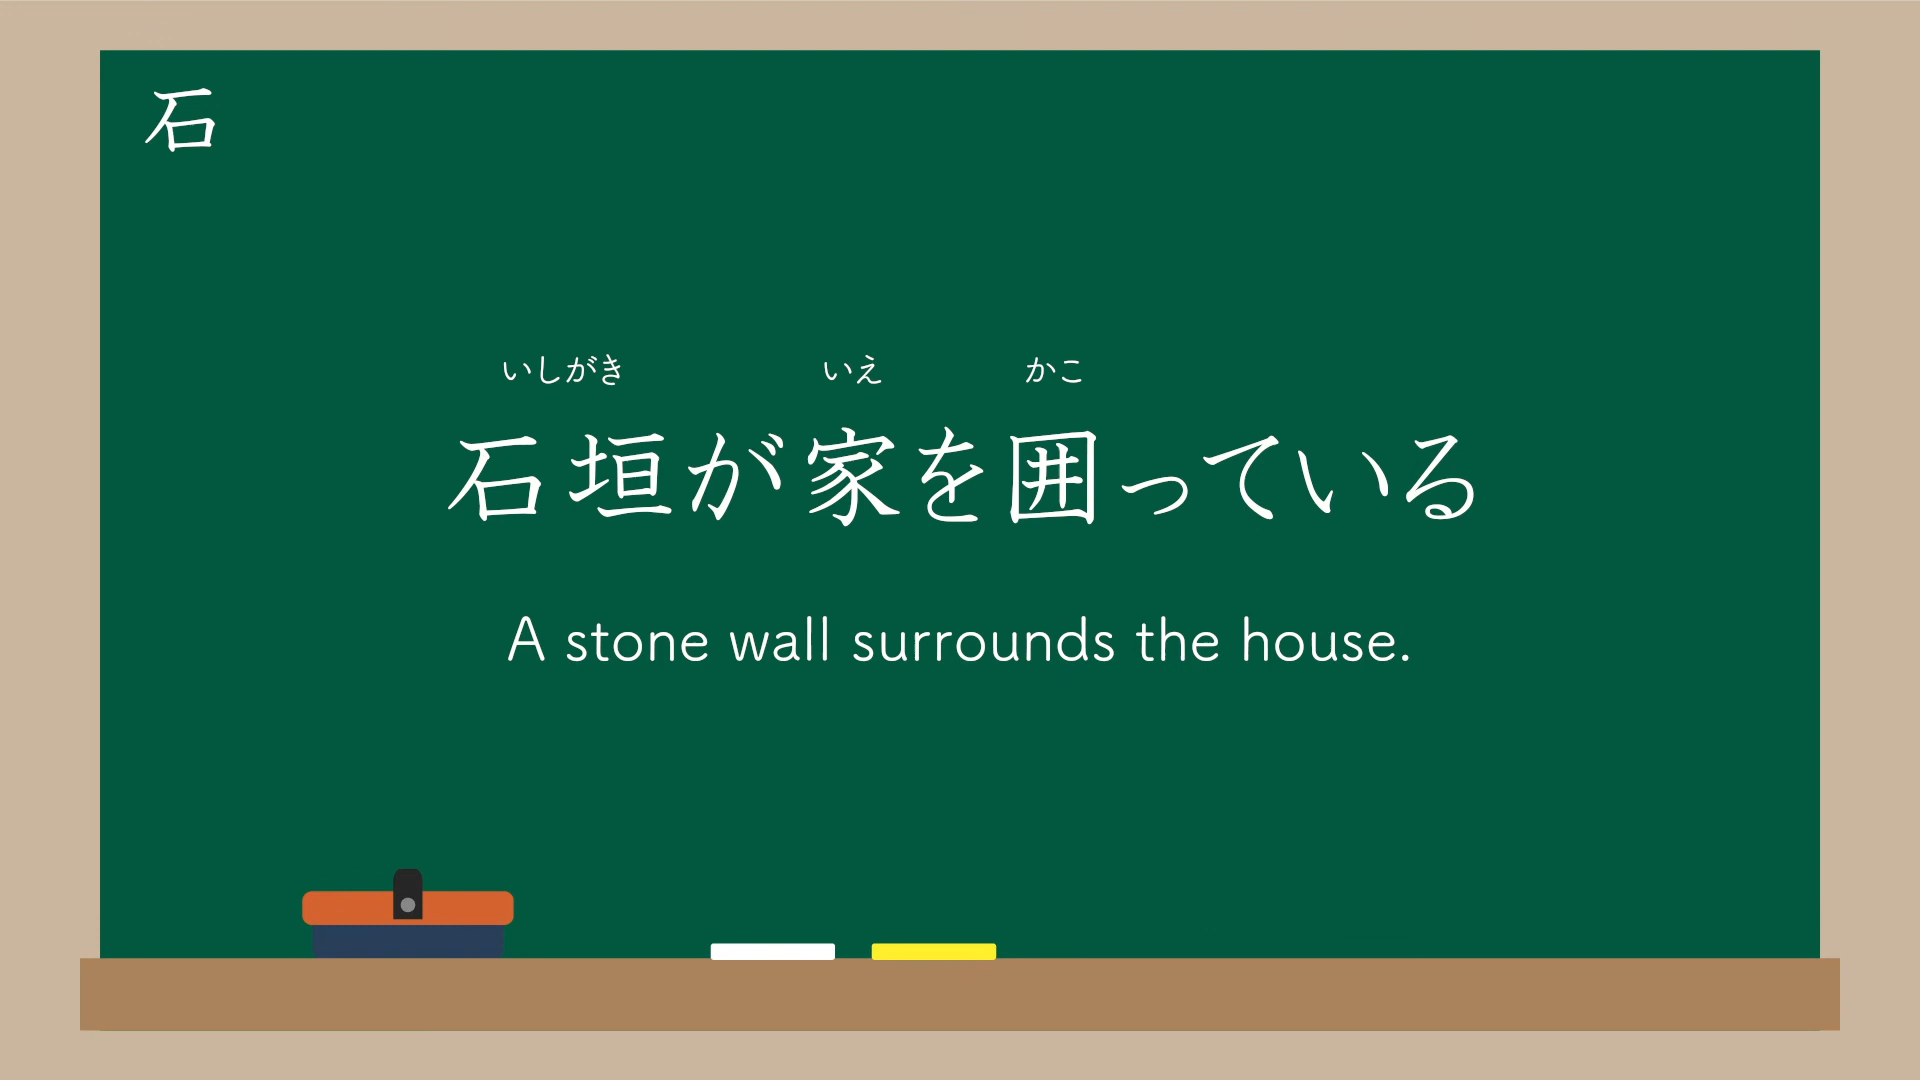 石
いしがき いえ かこ
石垣が家を囲っている
A stone wall surrounds the house.